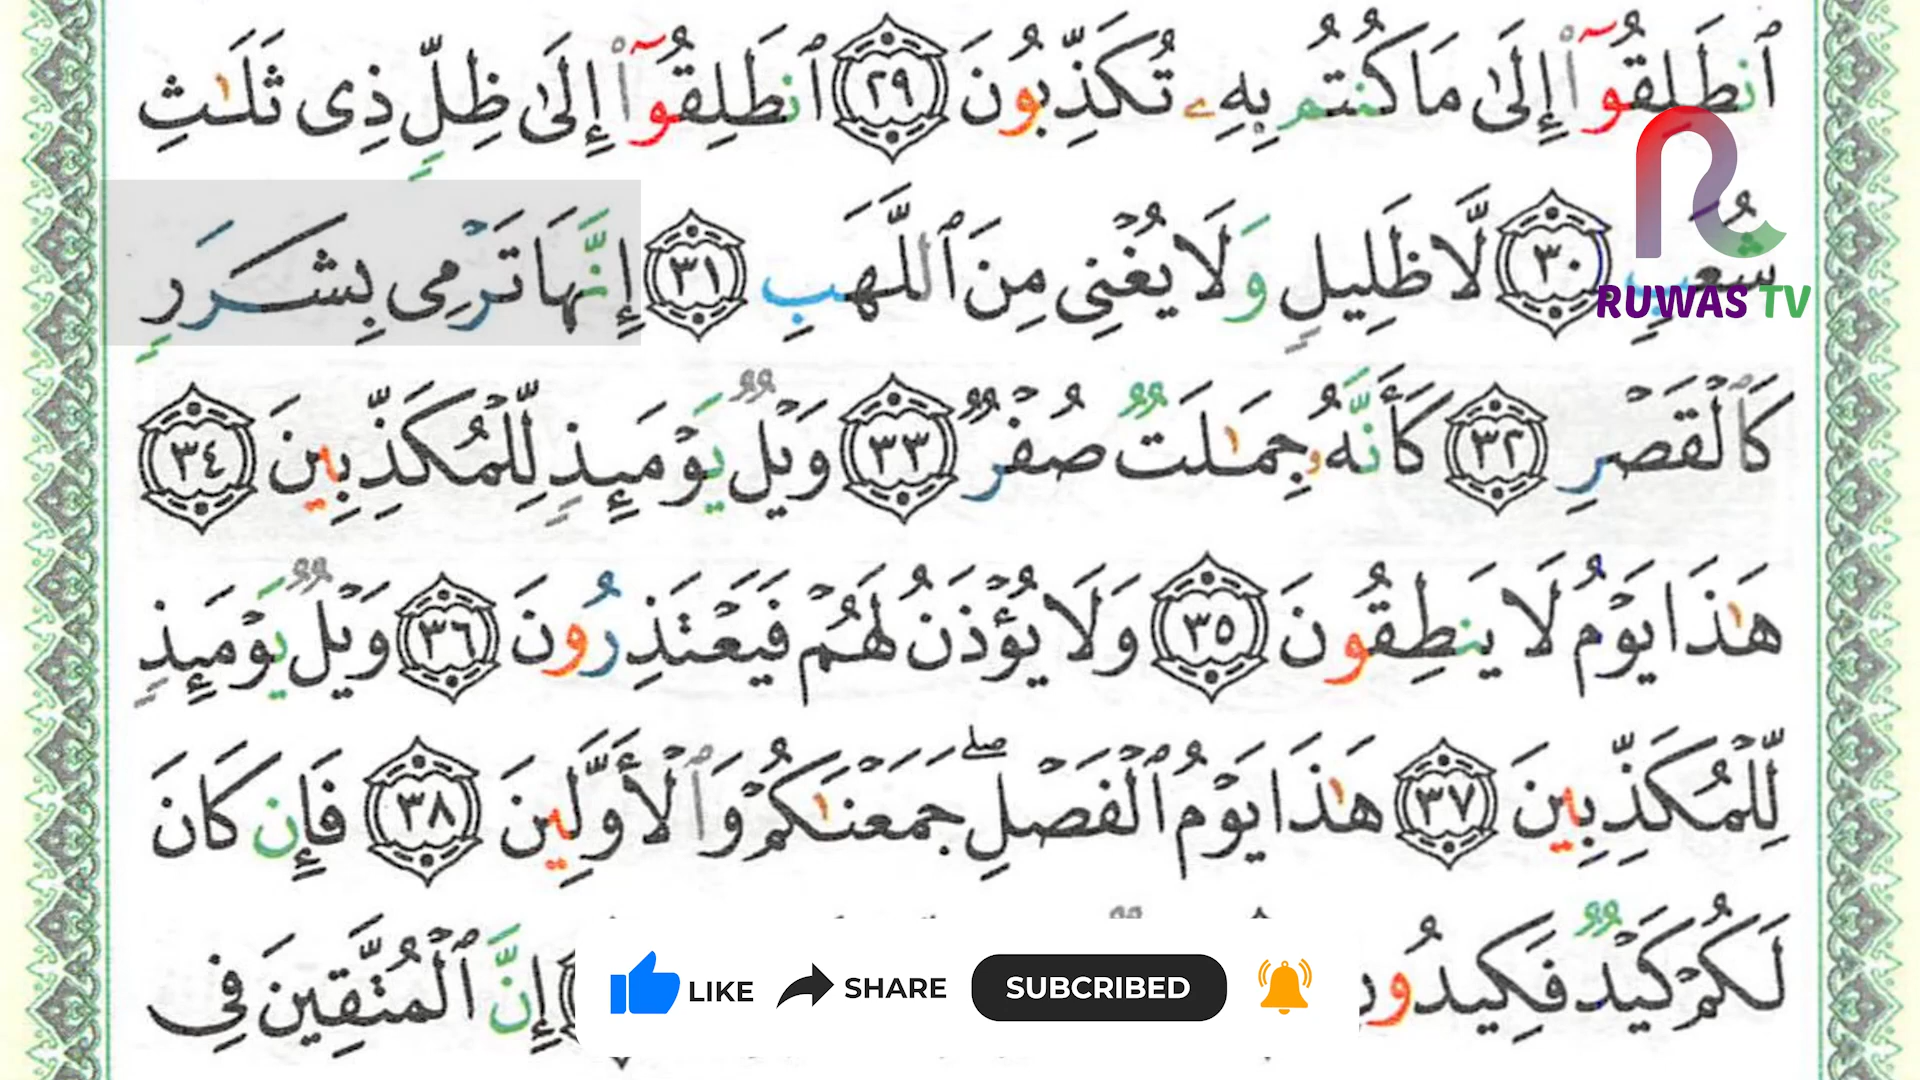 ٱنطَلِقُوٓا۟ إِلَىٰ مَا كُنتُم بِهِۦ تُكَذِّبُونَ ٢٩ ٱنطَلِقُوٓا۟ إِلَىٰ ظِلٍّ ذِى ثَلَـٰثِ
شُعَبٍ ٣٠ لَّا ظَلِيلٍ وَلَا يُغْنِى مِنَ ٱللَّهَبِ ٣١ إِنَّهَا تَرْمِى بِشَرَرٍ
كَٱلْقَصْرِ ٣٢ كَأَنَّهُۥ جِمَـٰلَتٌ صُفْرٌ ٣٣ وَيْلٌ يَوْمَئِذٍ لِّلْمُكَذِّبِينَ ٣٤
هَـٰذَا يَوْمُ لَا يَنطِقُونَ ٣٥ وَلَا يُؤْذَنُ لَهُمْ فَيَعْتَذِرُونَ ٣٦ وَيْلٌ يَوْمَئِذٍ
لِّلْمُكَذِّبِينَ ٣٧ هَـٰذَا يَوْمُ ٱلْفَصْلِ ۖ جَمَعْنَـٰكُمْ وَٱلْأَوَّلِينَ ٣٨ فَإِن كَانَ
لَكُمْ كَيْدٌ فَكِيدُونِ إِنَّ ٱلْمُتَّقِينَ فِى
RUWAS TV
LIKE SHARE SUBCRIBED